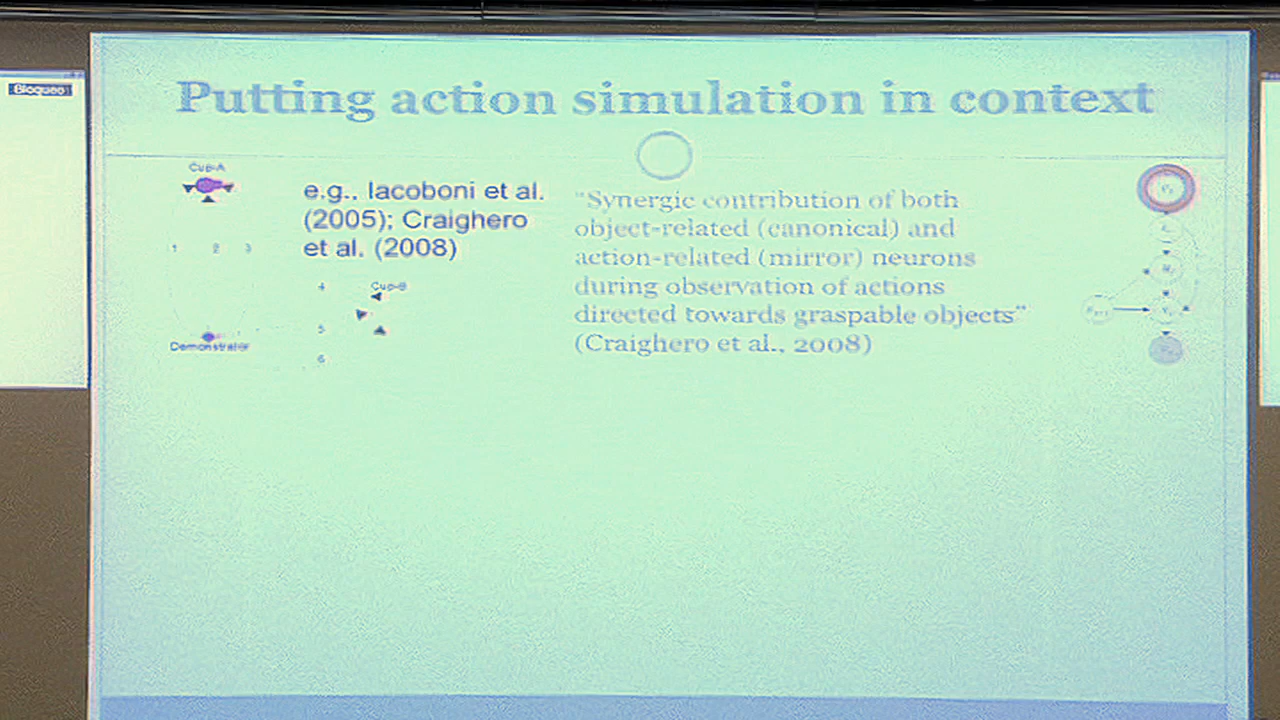 Bloqueo
Putting action simulation in context
Cup-A
e.g., Iacoboni et al.
(2005); Craighero
et al. (2008)
1 2 3
4 Cup-B
5
6
Demonstrator
"Synergic contribution of both
object-related (canonical) and
action-related (mirror) neurons
during observation of actions
directed towards graspable objects"
(Craighero et al., 2008)